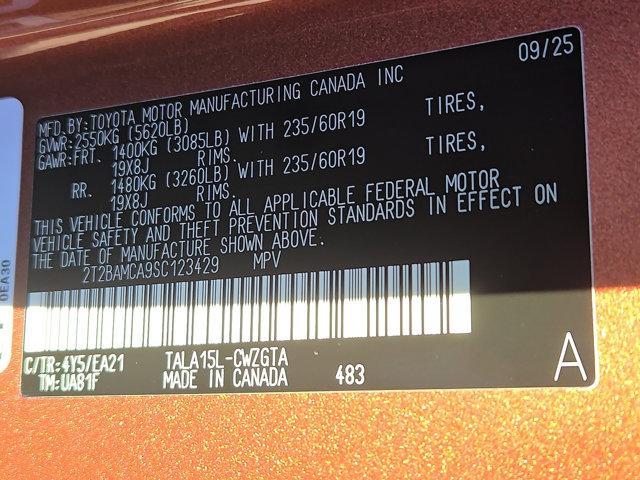 09/25
MFD.BY:TOYOTA MOTOR MANUFACTURING CANADA INC
GVWR:2550KG (5620LB)
GAWR:FRT. 1400KG (3085LB) WITH 235/60R19 TIRES,
19X8J RIMS.
RR. 1480KG (3260LB) WITH 235/60R19 TIRES,
19X8J RIMS.
THIS VEHICLE CONFORMS TO ALL APPLICABLE FEDERAL MOTOR
VEHICLE SAFETY AND THEFT PREVENTION STANDARDS IN EFFECT ON
THE DATE OF MANUFACTURE SHOWN ABOVE.
2T2BAMCA9SC123429 MPV
C/TR:4Y5/EA21 TALA15L-CWZGTA
TM:UA81F MADE IN CANADA 483 A
0EA30